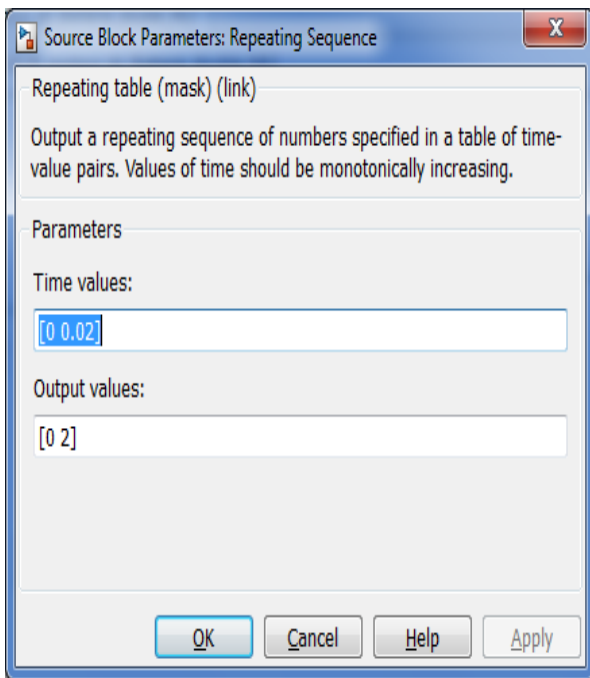 Source Block Parameters: Repeating Sequence
Repeating table (mask) (link)
Output a repeating sequence of numbers specified in a table of time-
value pairs. Values of time should be monotonically increasing.
Parameters
Time values:
[0 0.02]
Output values:
[0 2]
OK Cancel Help Apply